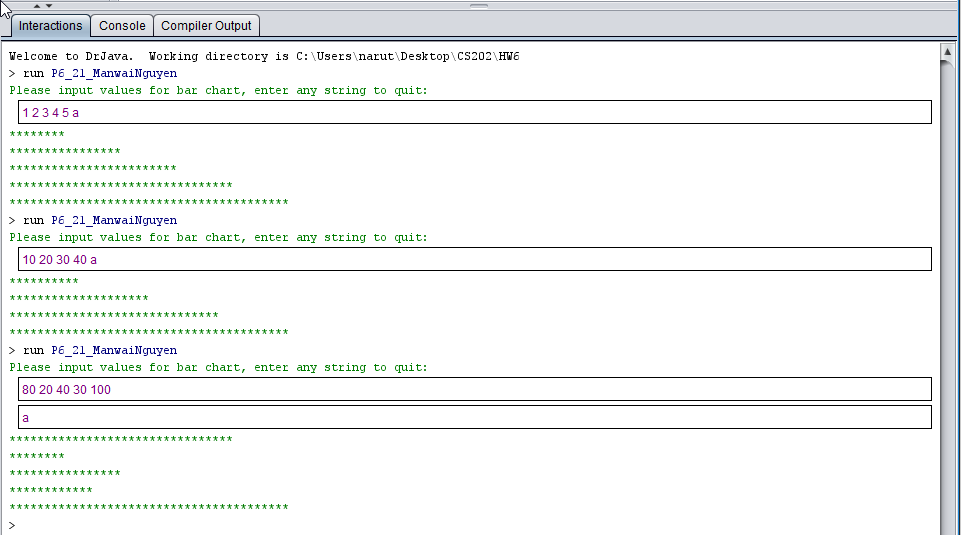 Interactions Console Compiler Output
Welcome to DrJava.  Working directory is C:\Users\narut\Desktop\CS202\HW6
> run P6_21_ManwaiNguyen
Please input values for bar chart, enter any string to quit:
1 2 3 4 5 a
********
****************
************************
********************************
****************************************
> run P6_21_ManwaiNguyen
Please input values for bar chart, enter any string to quit:
10 20 30 40 a
**********
********************
******************************
****************************************
> run P6_21_ManwaiNguyen
Please input values for bar chart, enter any string to quit:
80 20 40 30 100
a
********************************
********
****************
************
****************************************
>